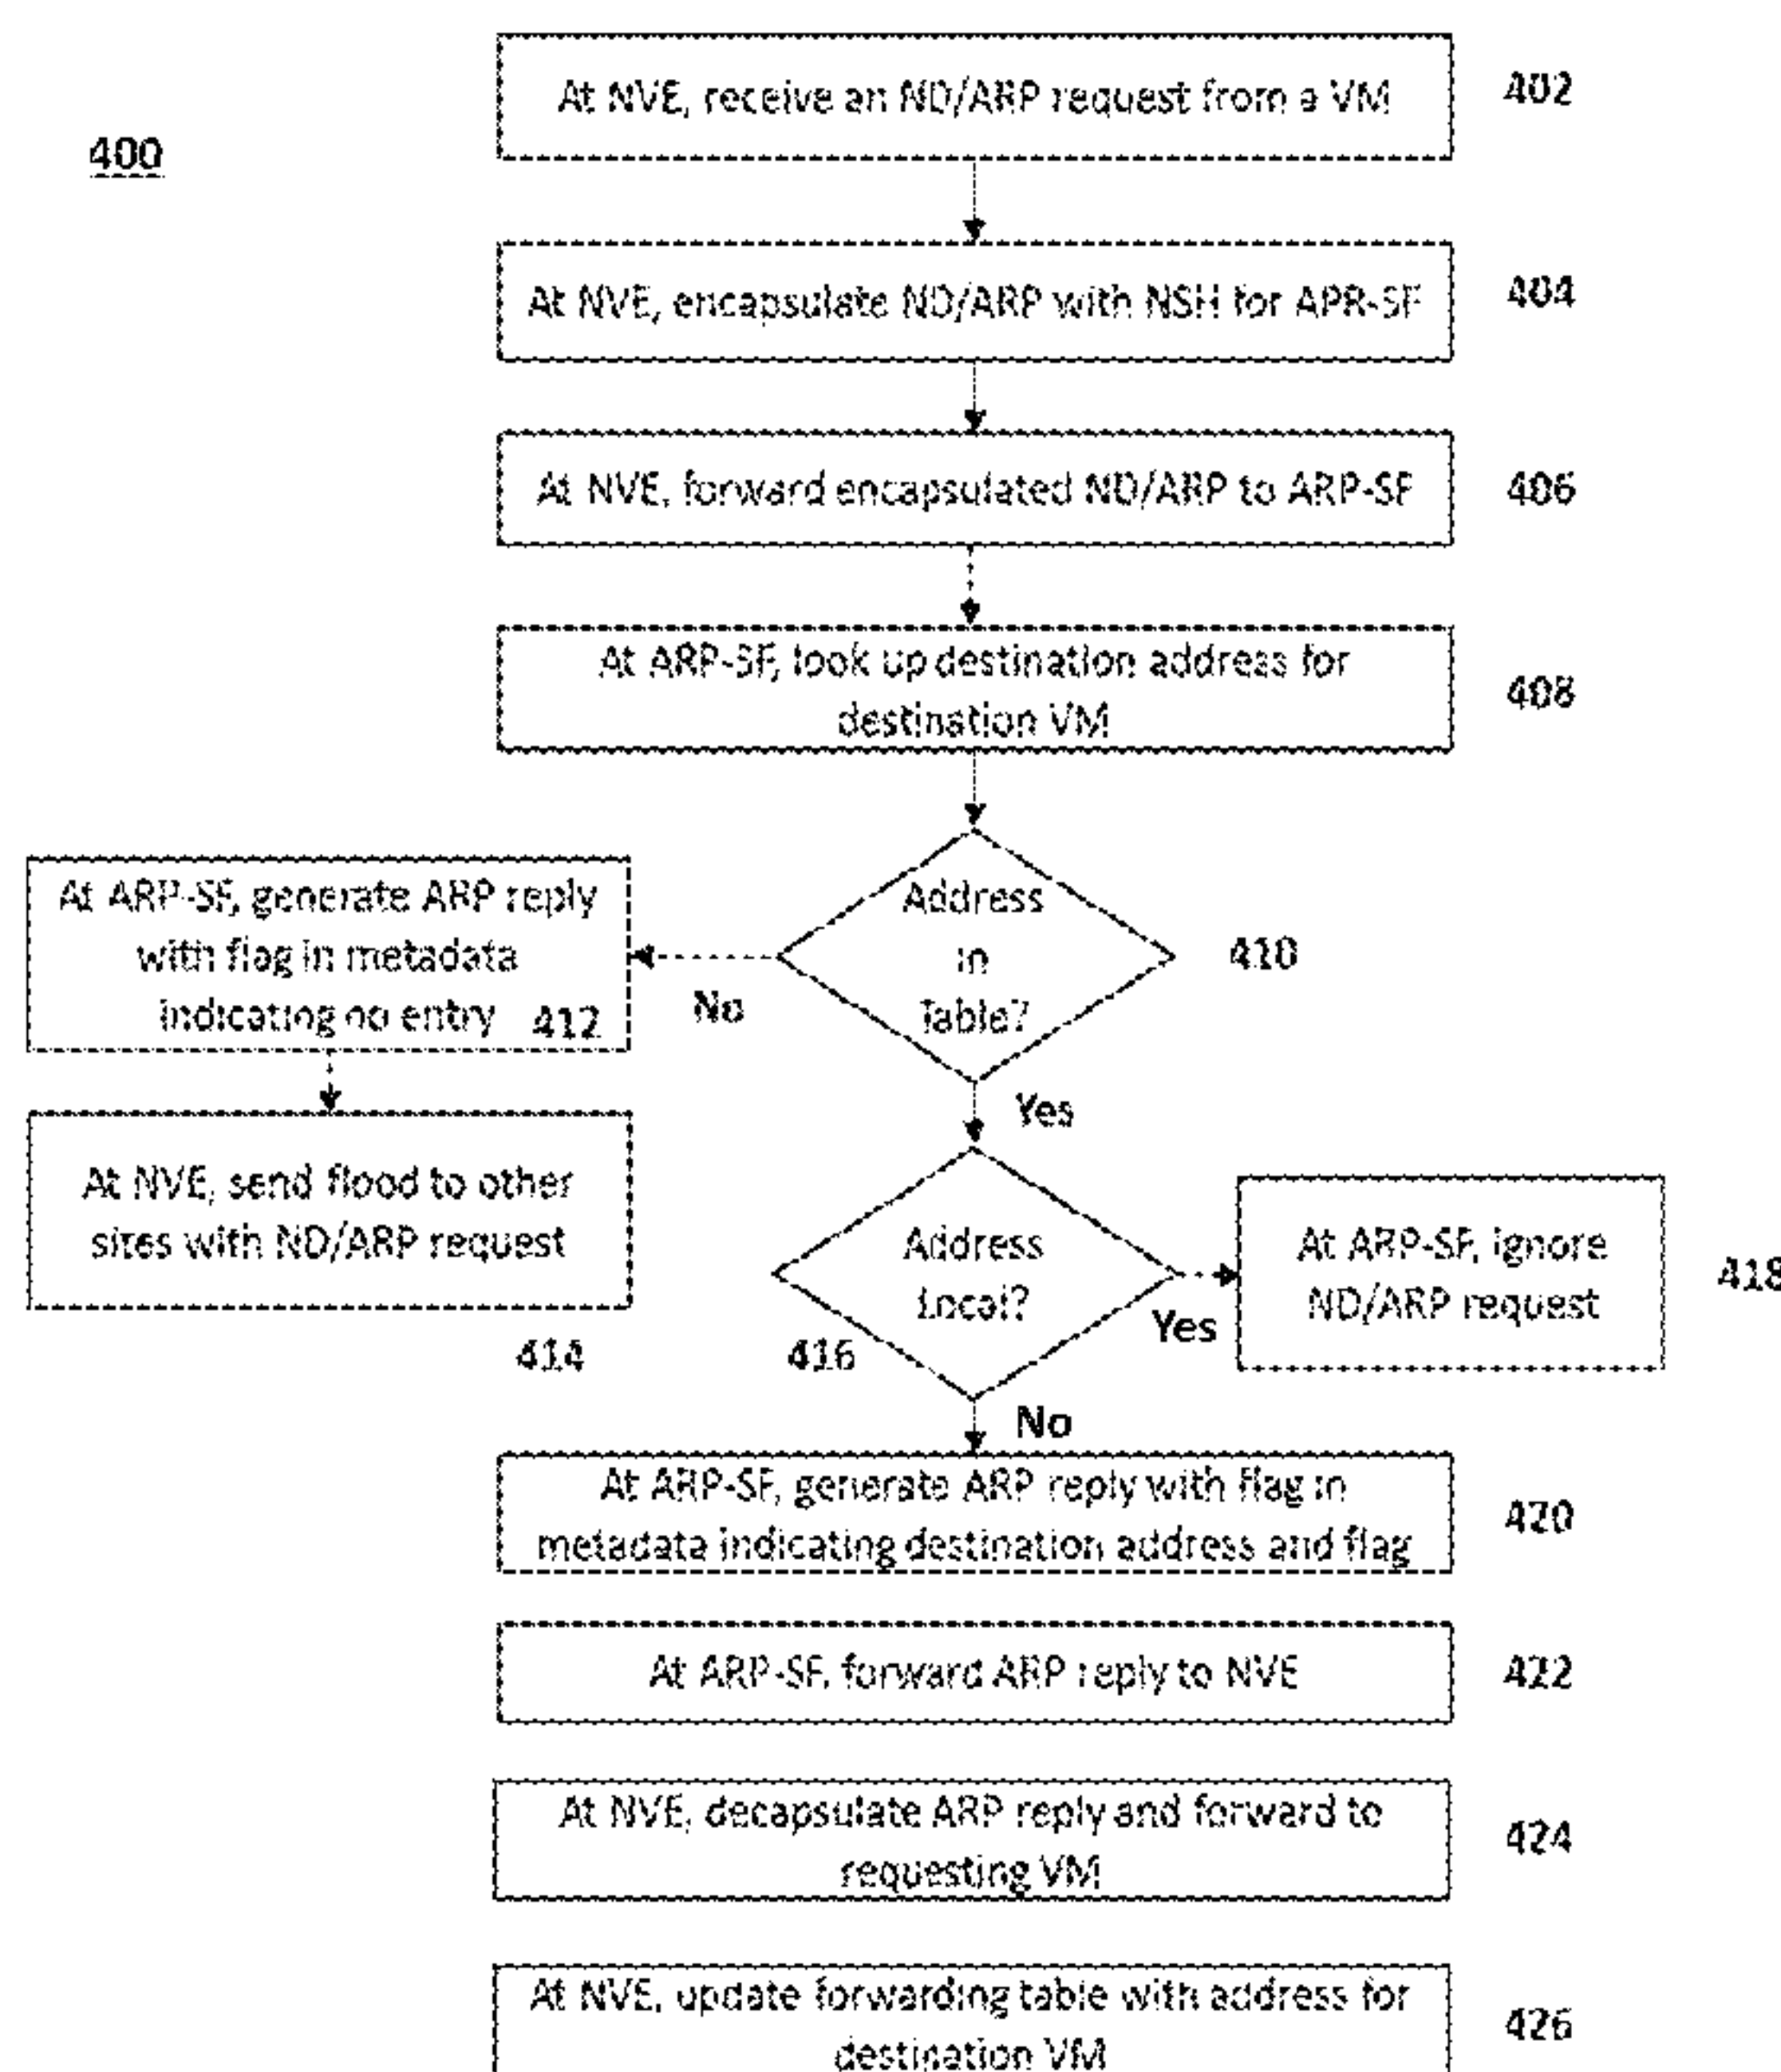 400
At NVE, receive an ND/ARP request from a VM
402
At NVE, encapsulate ND/ARP with NSH for APR-SF
404
At NVE, forward encapsulated ND/ARP to ARP-SF
406
At ARP-SF, look up destination address for
destination VM
408
Address
in
Table?
410
No
Yes
At ARP-SF, generate ARP reply
with flag in metadata
indicating no entry
412
At NVE, send flood to other
sites with ND/ARP request
414
Address
Local?
416
Yes
No
At ARP-SF, ignore
ND/ARP request
418
At ARP-SF, generate ARP reply with flag in
metadata indicating destination address and flag
420
At ARP-SF, forward ARP reply to NVE
422
At NVE, decapsulate ARP reply and forward to
requesting VM
424
At NVE, update forwarding table with address for
destination VM
426